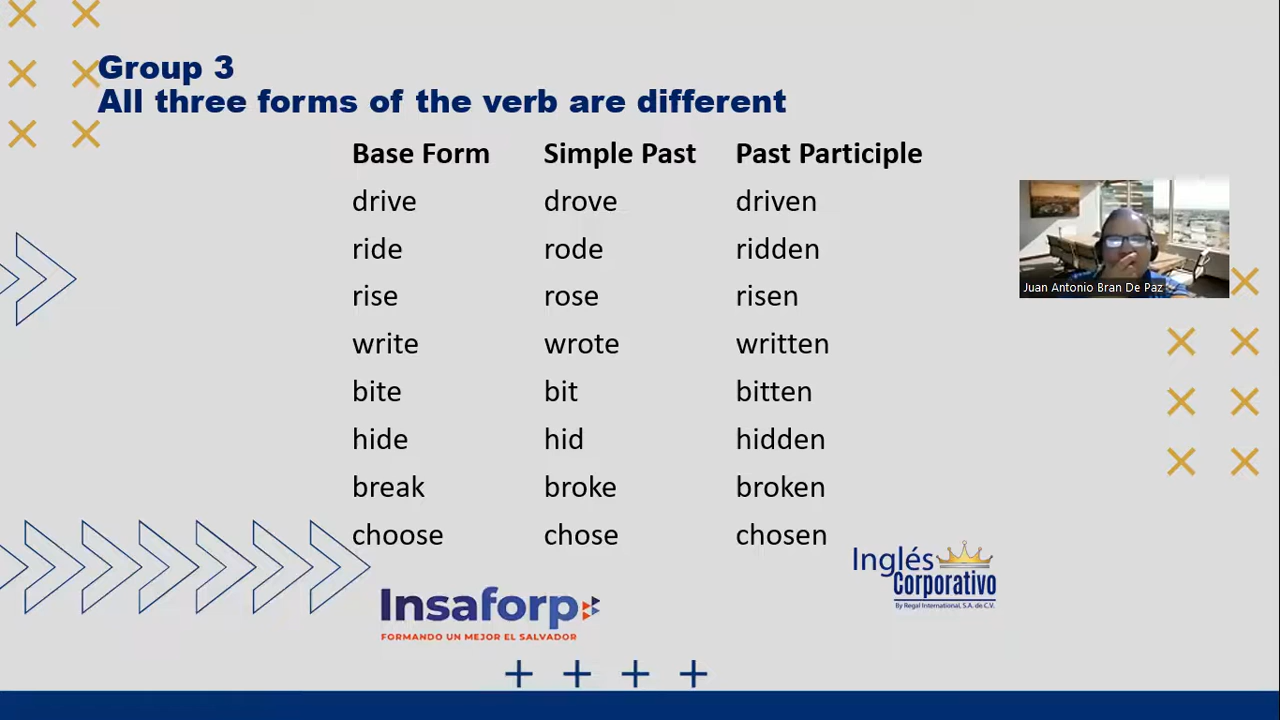 Group 3
All three forms of the verb are different
Base Form Simple Past Past Participle
drive drove driven
ride rode ridden
rise rose risen
write wrote written
bite bit bitten
hide hid hidden
break broke broken
choose chose chosen
Juan Antonio Bran De Paz
Inglés
Corporativo
By Regal International, S.A. de C.V.
Insaforp
FORMANDO UN MEJOR EL SALVADOR